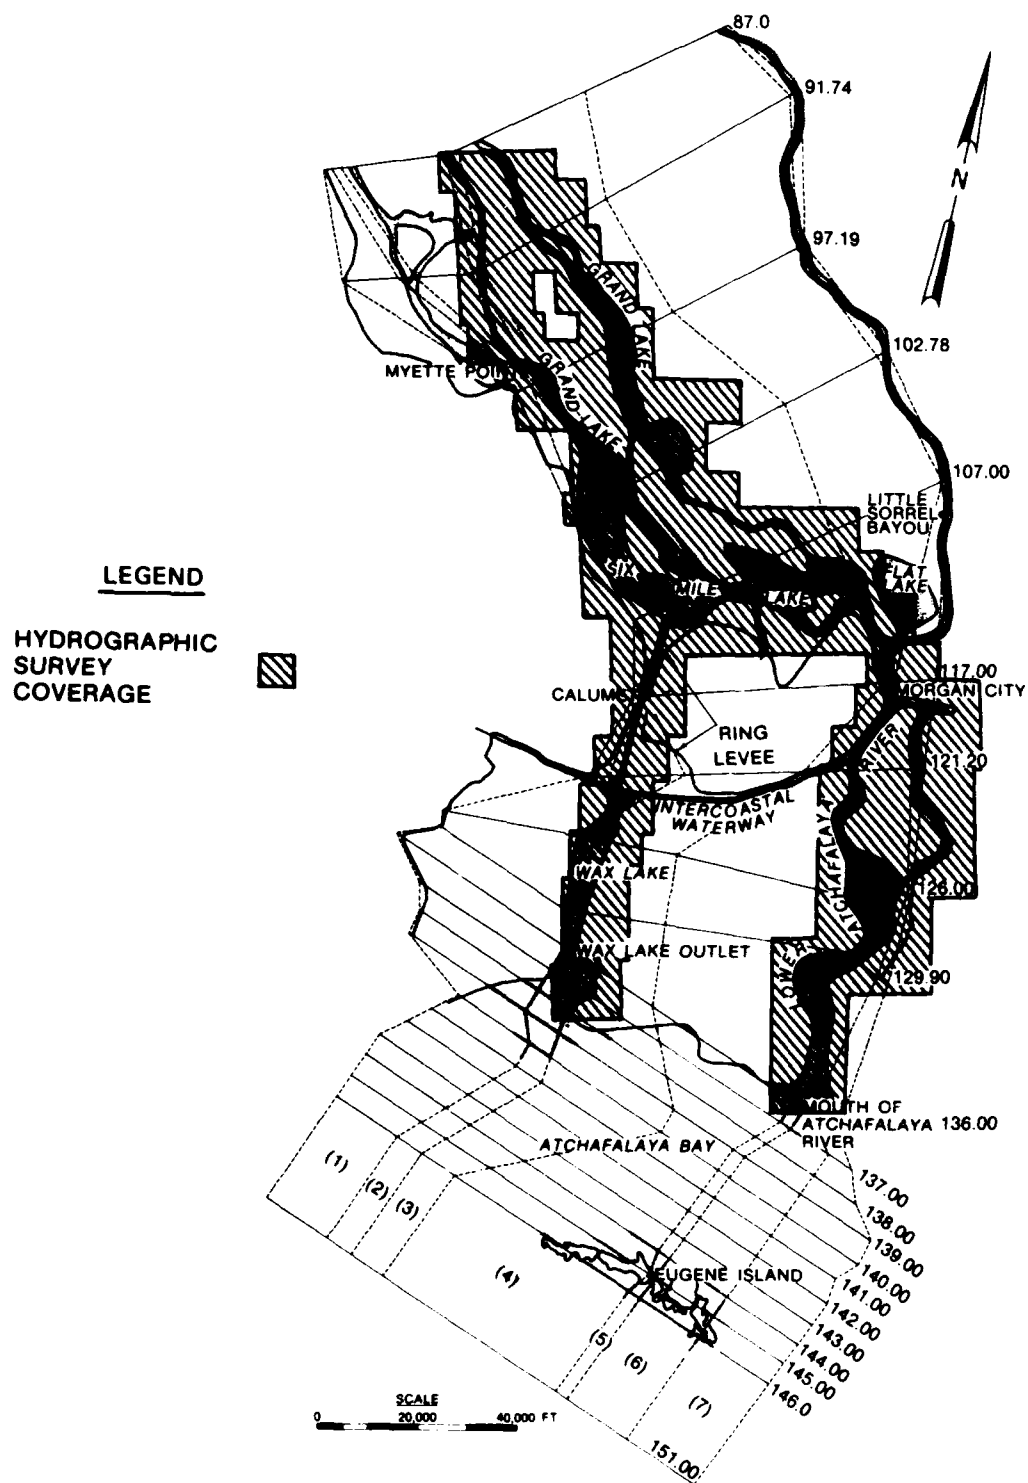 87.0
91.74
N
97.19
GRAND LAKE
102.78
MYETTE POINT
GRAND LAKE
107.00
LITTLE
SORREL
BAYOU
LEGEND
SIX MILE LAKE
FLAT
LAKE
HYDROGRAPHIC
SURVEY
COVERAGE
117.00
CALUMET
MORGAN CITY
RING
LEVEE
121.20
INTERCOASTAL
WATERWAY
LOWER ATCHAFALAYA RIVER
WAX LAKE
126.00
WAX LAKE OUTLET
129.90
MOUTH OF
ATCHAFALAYA 136.00
RIVER
ATCHAFALAYA BAY
137.00
138.00
139.00
140.00
141.00
142.00
143.00
144.00
145.00
146.0
151.00
(1)
(2)
(3)
(4)
EUGENE ISLAND
(5)
(6)
(7)
SCALE
0 20,000 40,000 FT